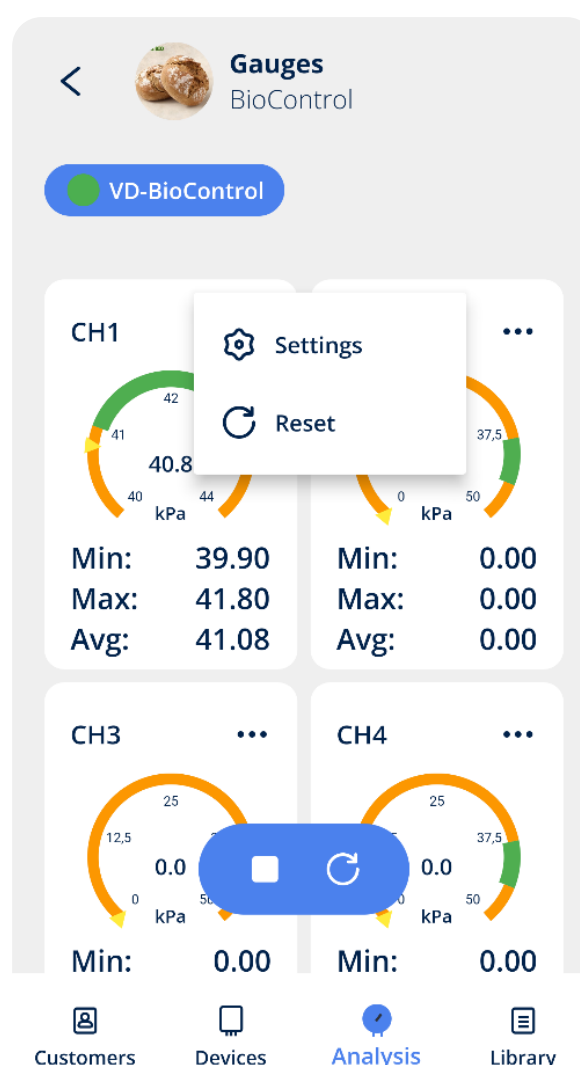 Gauges
BioControl
VD-BioControl
CH1
Settings
Reset
42
41
40.8
40
44
kPa
37,5
0
50
kPa
Min: 39.90
Max: 41.80
Avg: 41.08
Min: 0.00
Max: 0.00
Avg: 0.00
CH3
CH4
25
12,5
0.0
0
kPa
25
37,5
0.0
0
50
kPa
Min: 0.00
Min: 0.00
Customers
Devices
Analysis
Library